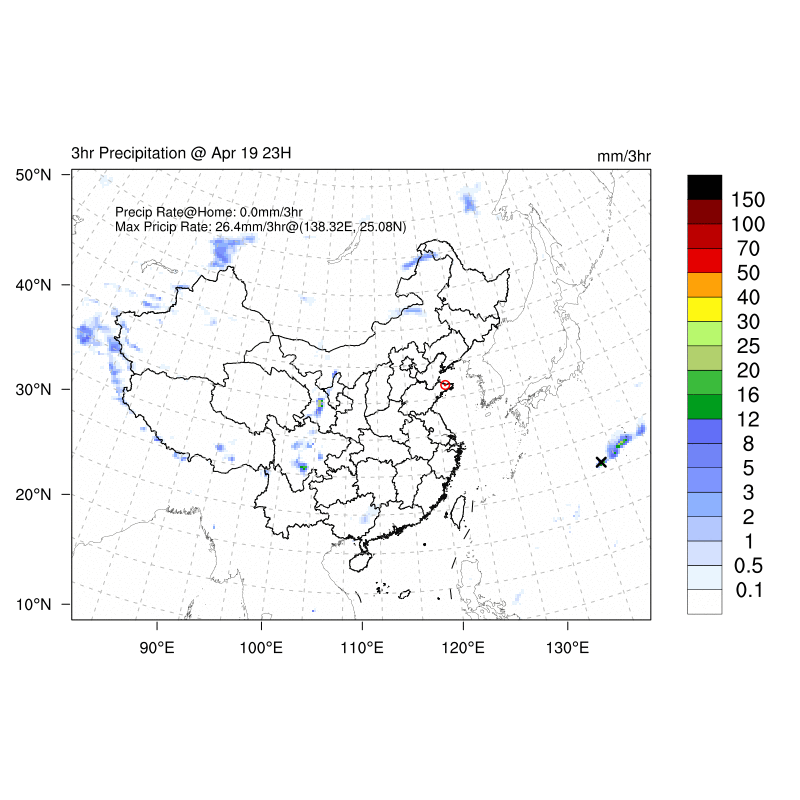 3hr Precipitation @ Apr 19 23H
mm/3hr
Precip Rate@Home: 0.0mm/3hr
Max Pricip Rate: 26.4mm/3hr@(138.32E, 25.08N)
50°N
40°N
30°N
20°N
10°N
90°E
100°E
110°E
120°E
130°E
150
100
70
50
40
30
25
20
16
12
8
5
3
2
1
0.5
0.1